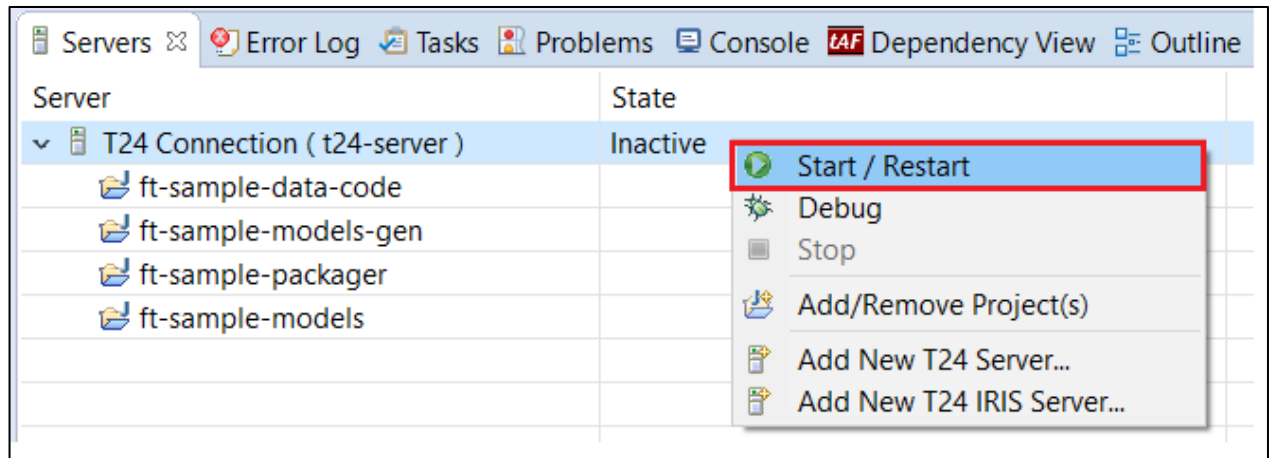 Servers Error Log Tasks Problems Console tAF Dependency View Outline
Server State
T24 Connection ( t24-server ) Inactive
ft-sample-data-code
ft-sample-models-gen
ft-sample-packager
ft-sample-models
Start / Restart
Debug
Stop
Add/Remove Project(s)
Add New T24 Server...
Add New T24 IRIS Server...